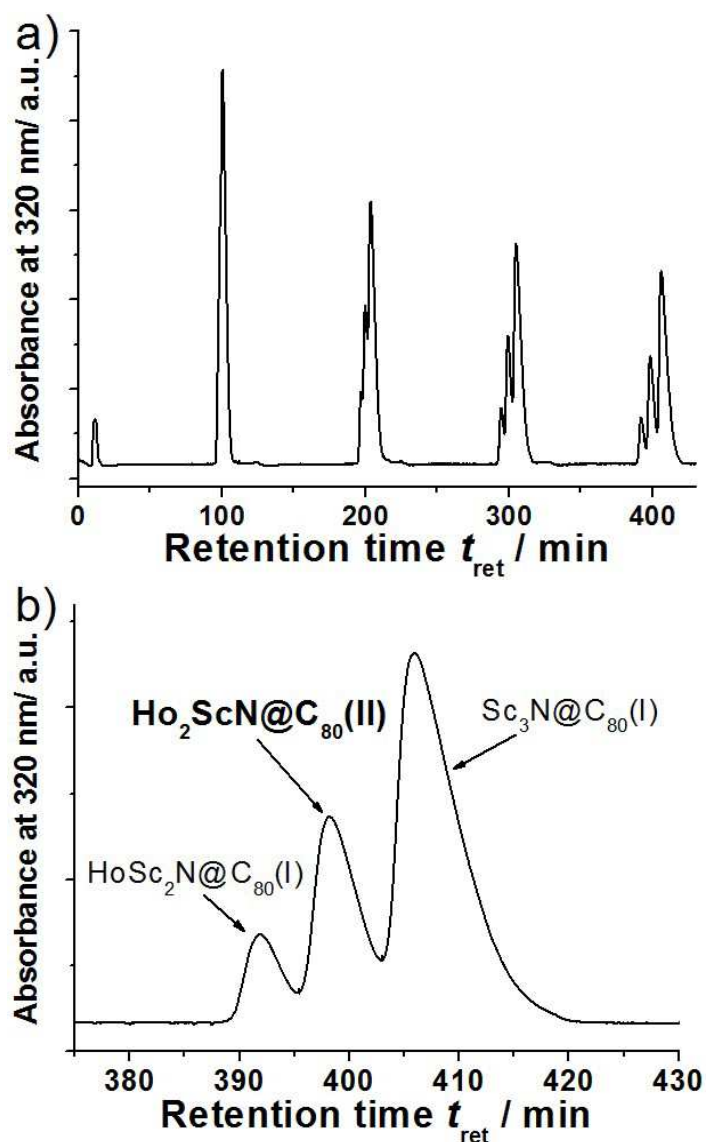 a)
Absorbance at 320 nm/ a.u.
0 100 200 300 400
Retention time t_ret / min
b)
Absorbance at 320 nm/ a.u.
Ho₂ScN@C₈₀(II)
Sc₃N@C₈₀(I)
HoSc₂N@C₈₀(I)
380 390 400 410 420 430
Retention time t_ret / min